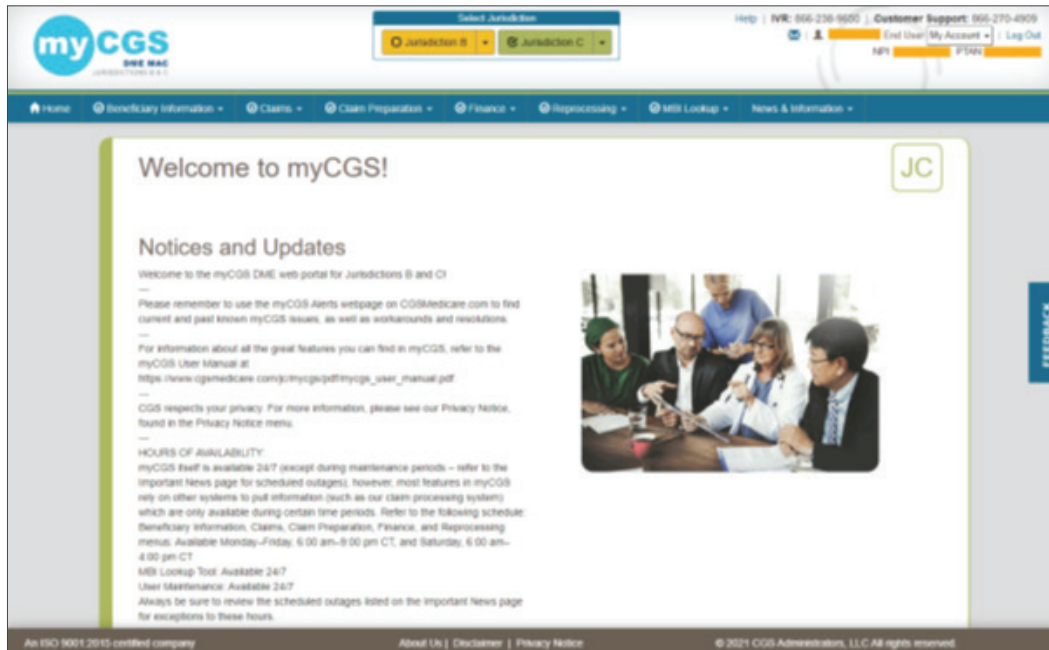 myCGS
DME MAC
JURISDICTIONS B & C
Select Jurisdiction
Jurisdiction B
Jurisdiction C
Help | IVR: 866-238-9650 | Customer Support: 866-270-4909
End User My Account | Log Out
NPI PTAN
Home Beneficiary Information Claims Claim Preparation Finance Reprocessing MBI Lookup News & Information
Welcome to myCGS!
JC
Notices and Updates
Welcome to the myCGS DME web portal for Jurisdictions B and C!
---
Please remember to use the myCGS Alerts webpage on CGSMedicare.com to find
current and past known myCGS issues, as well as workarounds and resolutions.
---
For information about all the great features you can find in myCGS, refer to the
myCGS User Manual at
https://www.cgsmedicare.com/jc/mycgs/pdf/mycgs_user_manual.pdf.
---
CGS respects your privacy. For more information, please see our Privacy Notice,
found in the Privacy Notice menu.
---
HOURS OF AVAILABILITY:
myCGS itself is available 24/7 (except during maintenance periods – refer to the
Important News page for scheduled outages), however, most features in myCGS
rely on other systems to pull information (such as our claim processing system)
which are only available during certain time periods. Refer to the following schedule:
Beneficiary Information, Claims, Claim Preparation, Finance, and Reprocessing
menus: Available Monday–Friday, 6:00 am–9:00 pm CT, and Saturday, 6:00 am–
4:00 pm CT
MBI Lookup Tool: Available 24/7
User Maintenance: Available 24/7
Always be sure to review the scheduled outages listed on the Important News page
for exceptions to these hours.
FEEDBACK
An ISO 9001:2015 certified company
About Us | Disclaimer | Privacy Notice
© 2021 CGS Administrators, LLC All rights reserved.